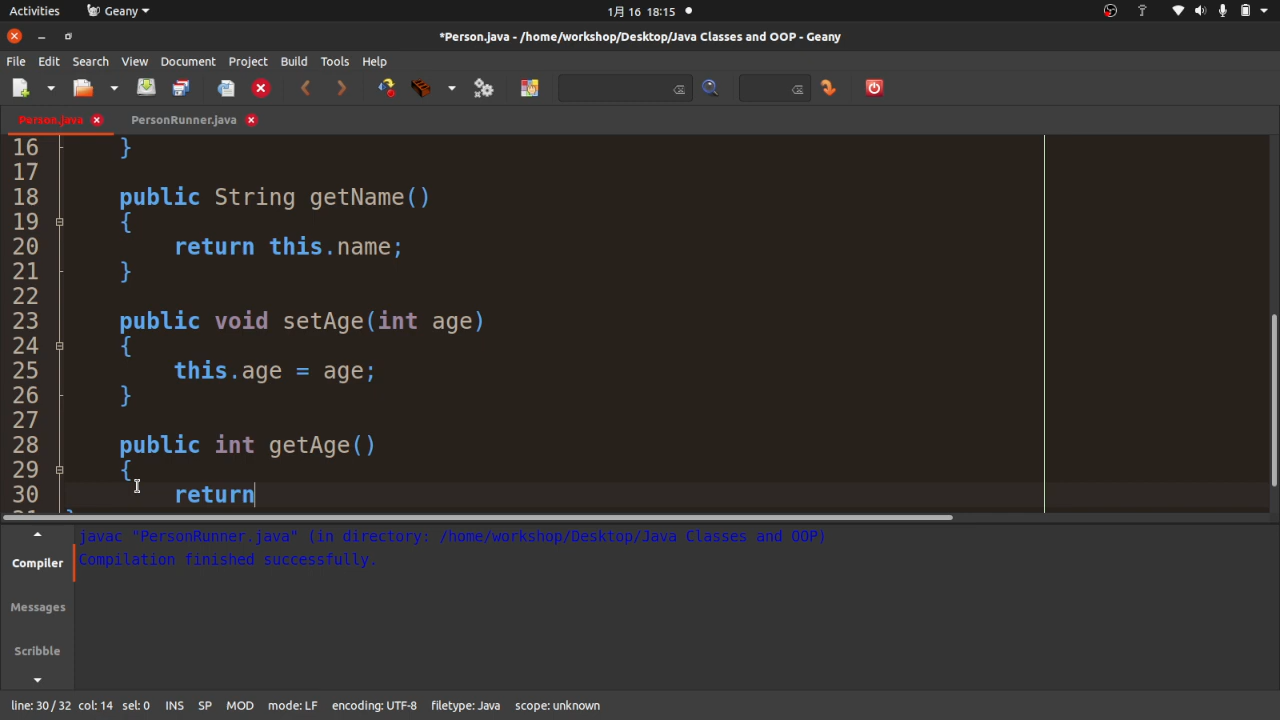 Activities Geany 1月 16 18:15
*Person.java - /home/workshop/Desktop/Java Classes and OOP - Geany
File Edit Search View Document Project Build Tools Help
Person.java PersonRunner.java
16 }
17
18 public String getName()
19 {
20 return this.name;
21 }
22
23 public void setAge(int age)
24 {
25 this.age = age;
26 }
27
28 public int getAge()
29 {
30 return
}
Compiler
Messages
Scribble
javac "PersonRunner.java" (in directory: /home/workshop/Desktop/Java Classes and OOP)
Compilation finished successfully.
line: 30 / 32 col: 14 sel: 0 INS SP MOD mode: LF encoding: UTF-8 filetype: Java scope: unknown